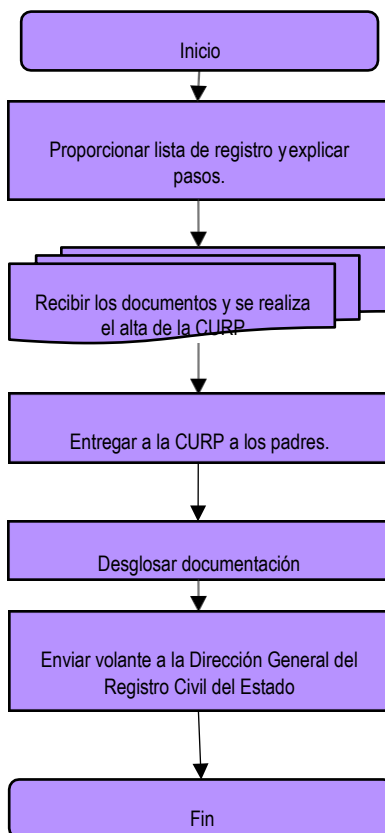 Inicio
Proporcionar lista de registro y explicar
pasos.
Recibir los documentos y se realiza
el alta de la CURP
Entregar a la CURP a los padres.
Desglosar documentación
Enviar volante a la Dirección General del
Registro Civil del Estado
Fin